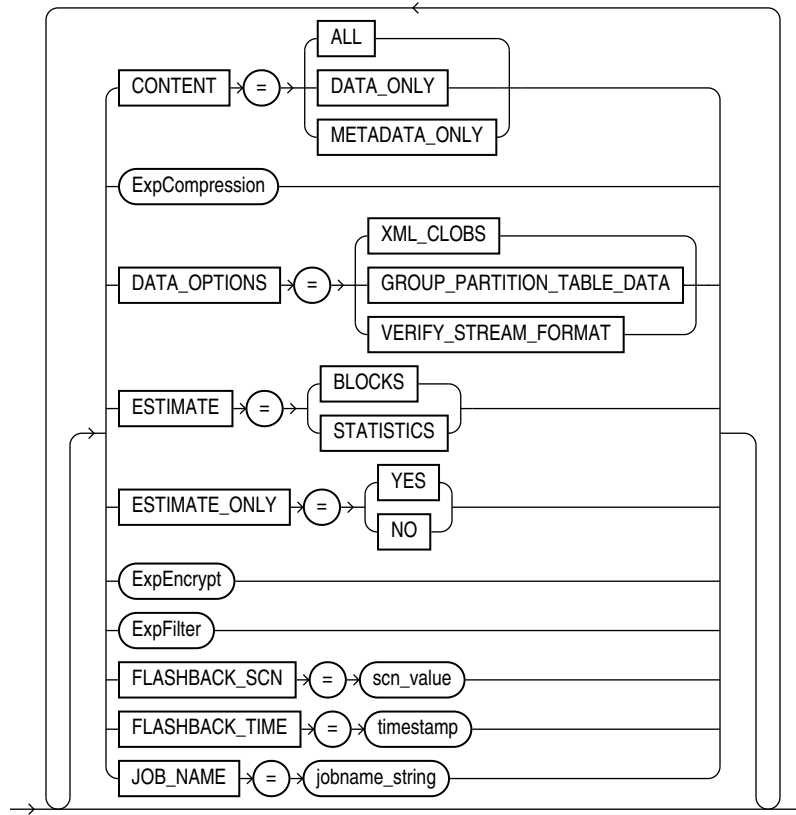 ALL
CONTENT = DATA_ONLY
METADATA_ONLY
ExpCompression
XML_CLOBS
DATA_OPTIONS = GROUP_PARTITION_TABLE_DATA
VERIFY_STREAM_FORMAT
BLOCKS
ESTIMATE =
STATISTICS
YES
ESTIMATE_ONLY =
NO
ExpEncrypt
ExpFilter
FLASHBACK_SCN = scn_value
FLASHBACK_TIME = timestamp
JOB_NAME = jobname_string